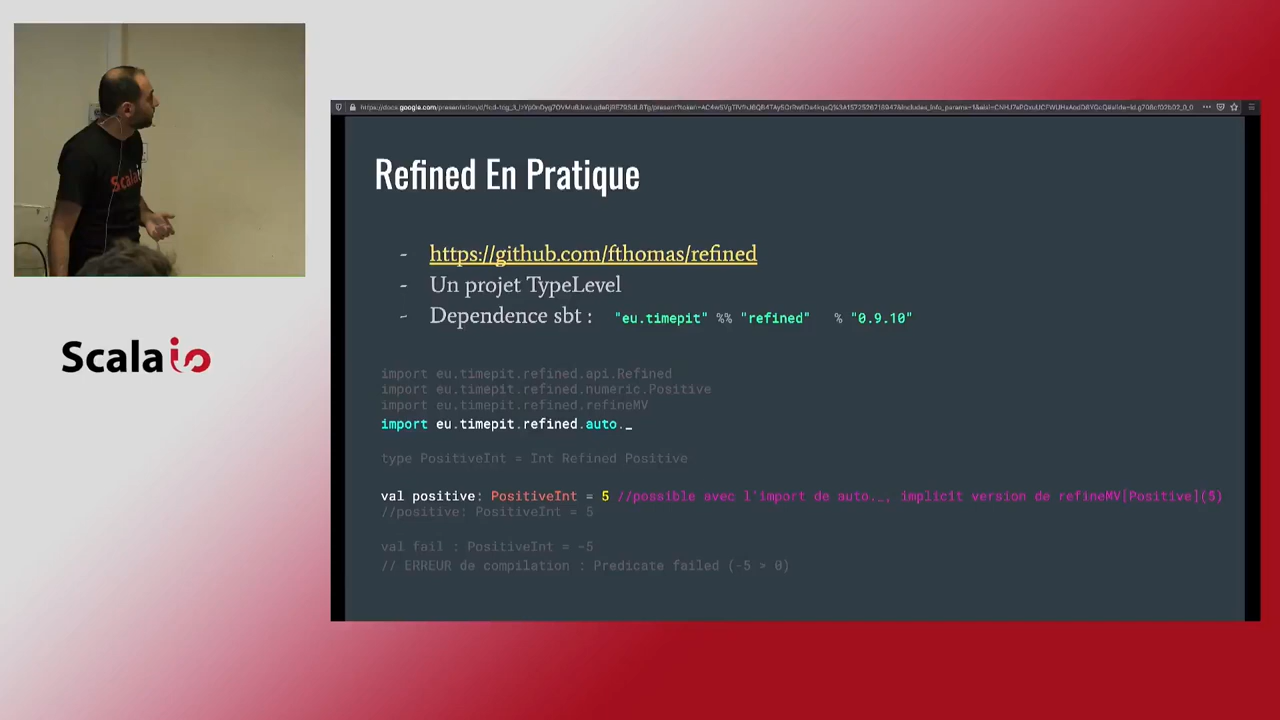 Refined En Pratique
- https://github.com/fthomas/refined
- Un projet TypeLevel
- Dependence sbt : "eu.timepit" %% "refined" % "0.9.10"
import eu.timepit.refined.api.Refined
import eu.timepit.refined.numeric.Positive
import eu.timepit.refined.refineMV
import eu.timepit.refined.auto._
type PositiveInt = Int Refined Positive
val positive: PositiveInt = 5 //possible avec l'import de auto._, implicit version de refineMV[Positive](5)
//positive: PositiveInt = 5
val fail : PositiveInt = -5
// ERREUR de compilation : Predicate failed (-5 > 0)
Scalaio
Scala